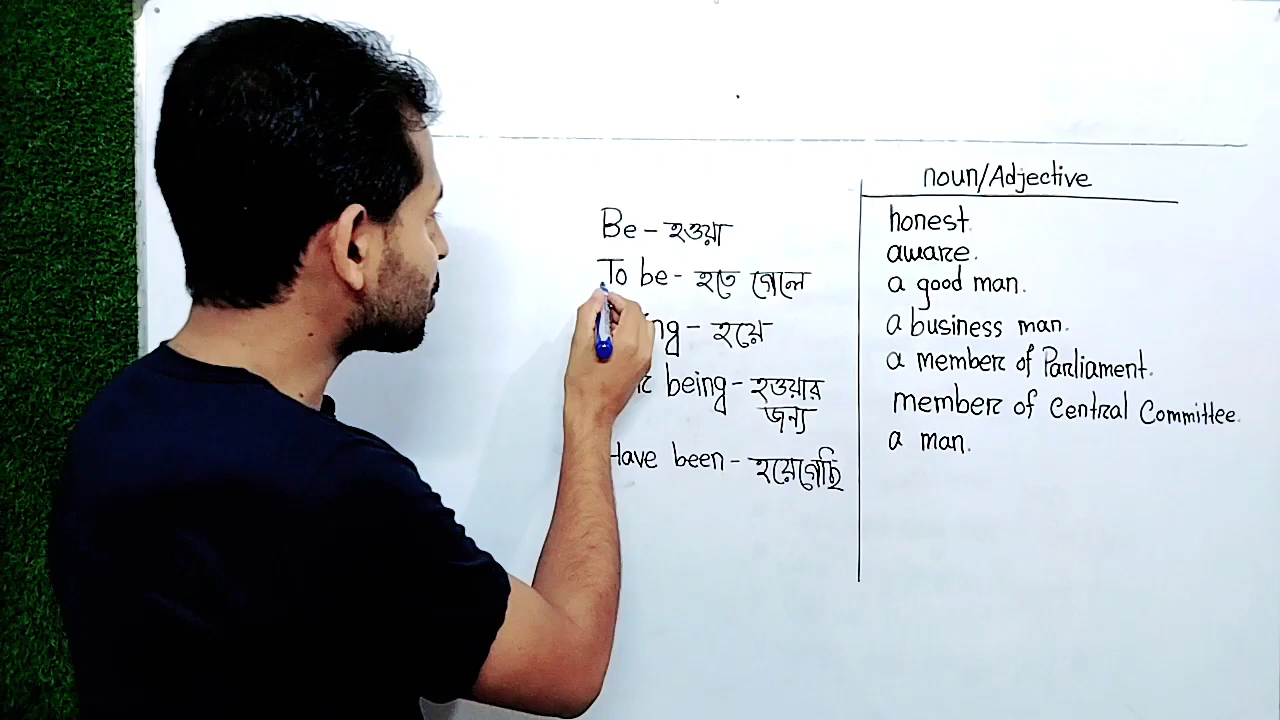 Be - হওয়া
To be - হতে গেলে
ng - হয়ে
being - হওয়ার
জন্য
Have been - হয়েগেছি
noun/Adjective
honest.
aware.
a good man.
a business man.
a member of Parliament.
member of Central Committee.
a man.